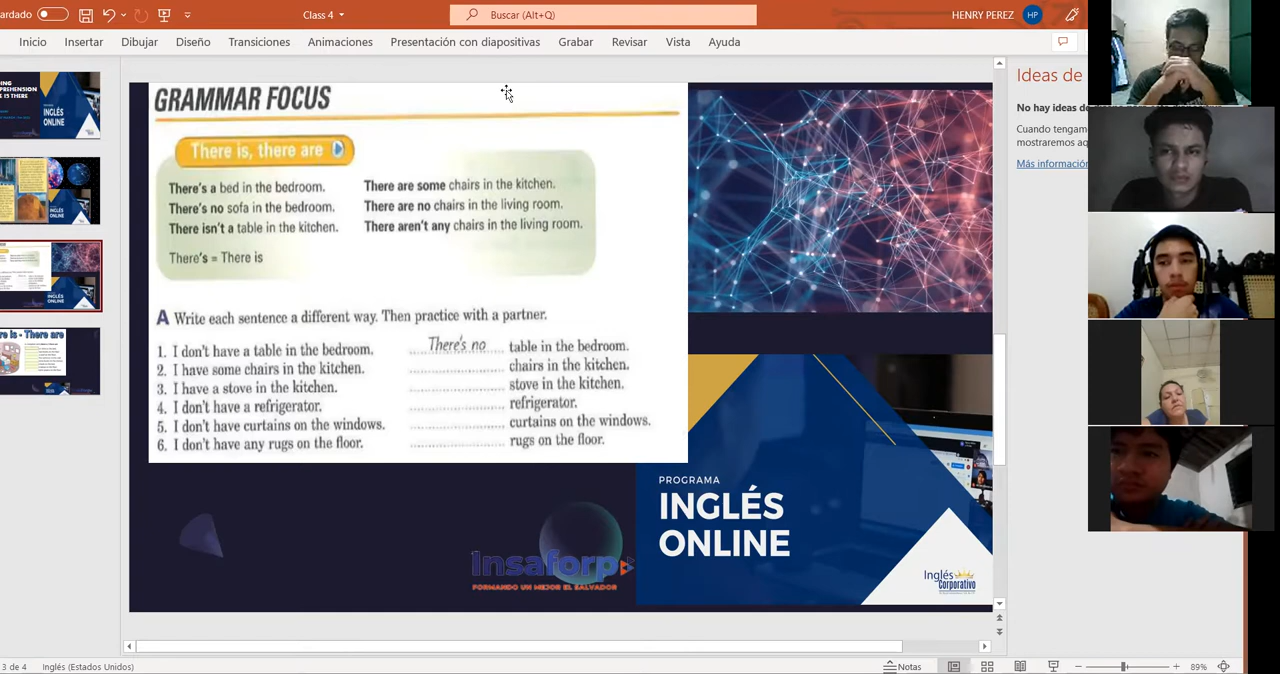 ardado
Class 4
Buscar (Alt+Q)
HENRY PEREZ
HP
Inicio
Insertar
Dibujar
Diseño
Transiciones
Animaciones
Presentación con diapositivas
Grabar
Revisar
Vista
Ayuda
GRAMMAR FOCUS
There is, there are
There's a bed in the bedroom.
There's no sofa in the bedroom.
There isn't a table in the kitchen.
There's = There is
There are some chairs in the kitchen.
There are no chairs in the living room.
There aren't any chairs in the living room.
A Write each sentence a different way. Then practice with a partner.
1. I don't have a table in the bedroom. There's no table in the bedroom.
2. I have some chairs in the kitchen. chairs in the kitchen.
3. I have a stove in the kitchen. stove in the kitchen.
4. I don't have a refrigerator. refrigerator.
5. I don't have curtains on the windows. curtains on the windows.
6. I don't have any rugs on the floor. rugs on the floor.
PROGRAMA
INGLÉS
ONLINE
Insaforp
FORMANDO UN MEJOR EL SALVADOR
Inglés
Corporativo
Ideas de
No hay ideas de
Cuando tengam
mostraremos aq
Más información
INGLÉS
ONLINE
INGLÉS
ONLINE
INGLÉS
ONLINE
re is - There are
3 de 4
Inglés (Estados Unidos)
Notas
89%